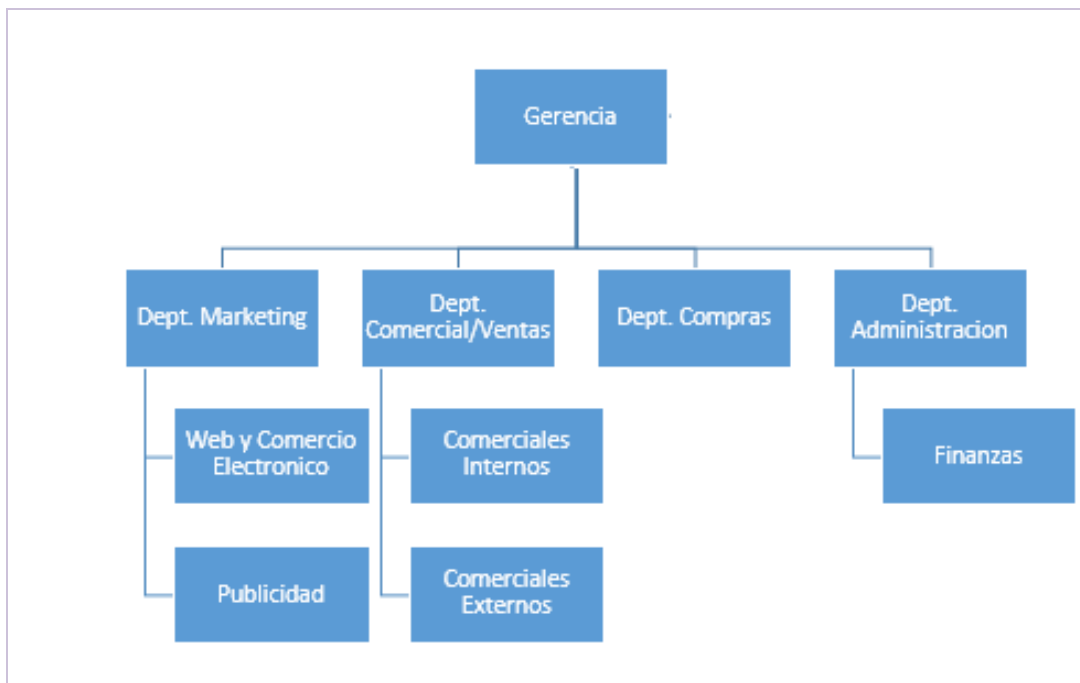 Gerencia
Dept. Marketing
Dept.
Comercial/Ventas
Dept. Compras
Dept.
Administracion
Web y Comercio
Electronico
Comerciales
Internos
Finanzas
Publicidad
Comerciales
Externos